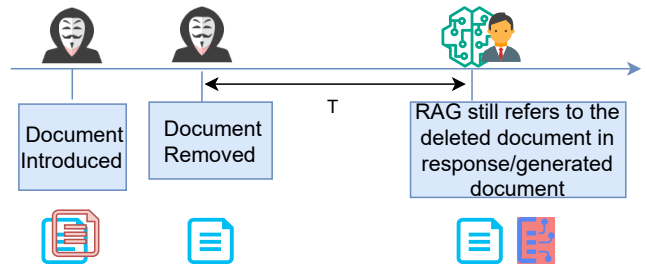 Document
Introduced
Document
Removed
T
RAG still refers to the
deleted document in
response/generated
document